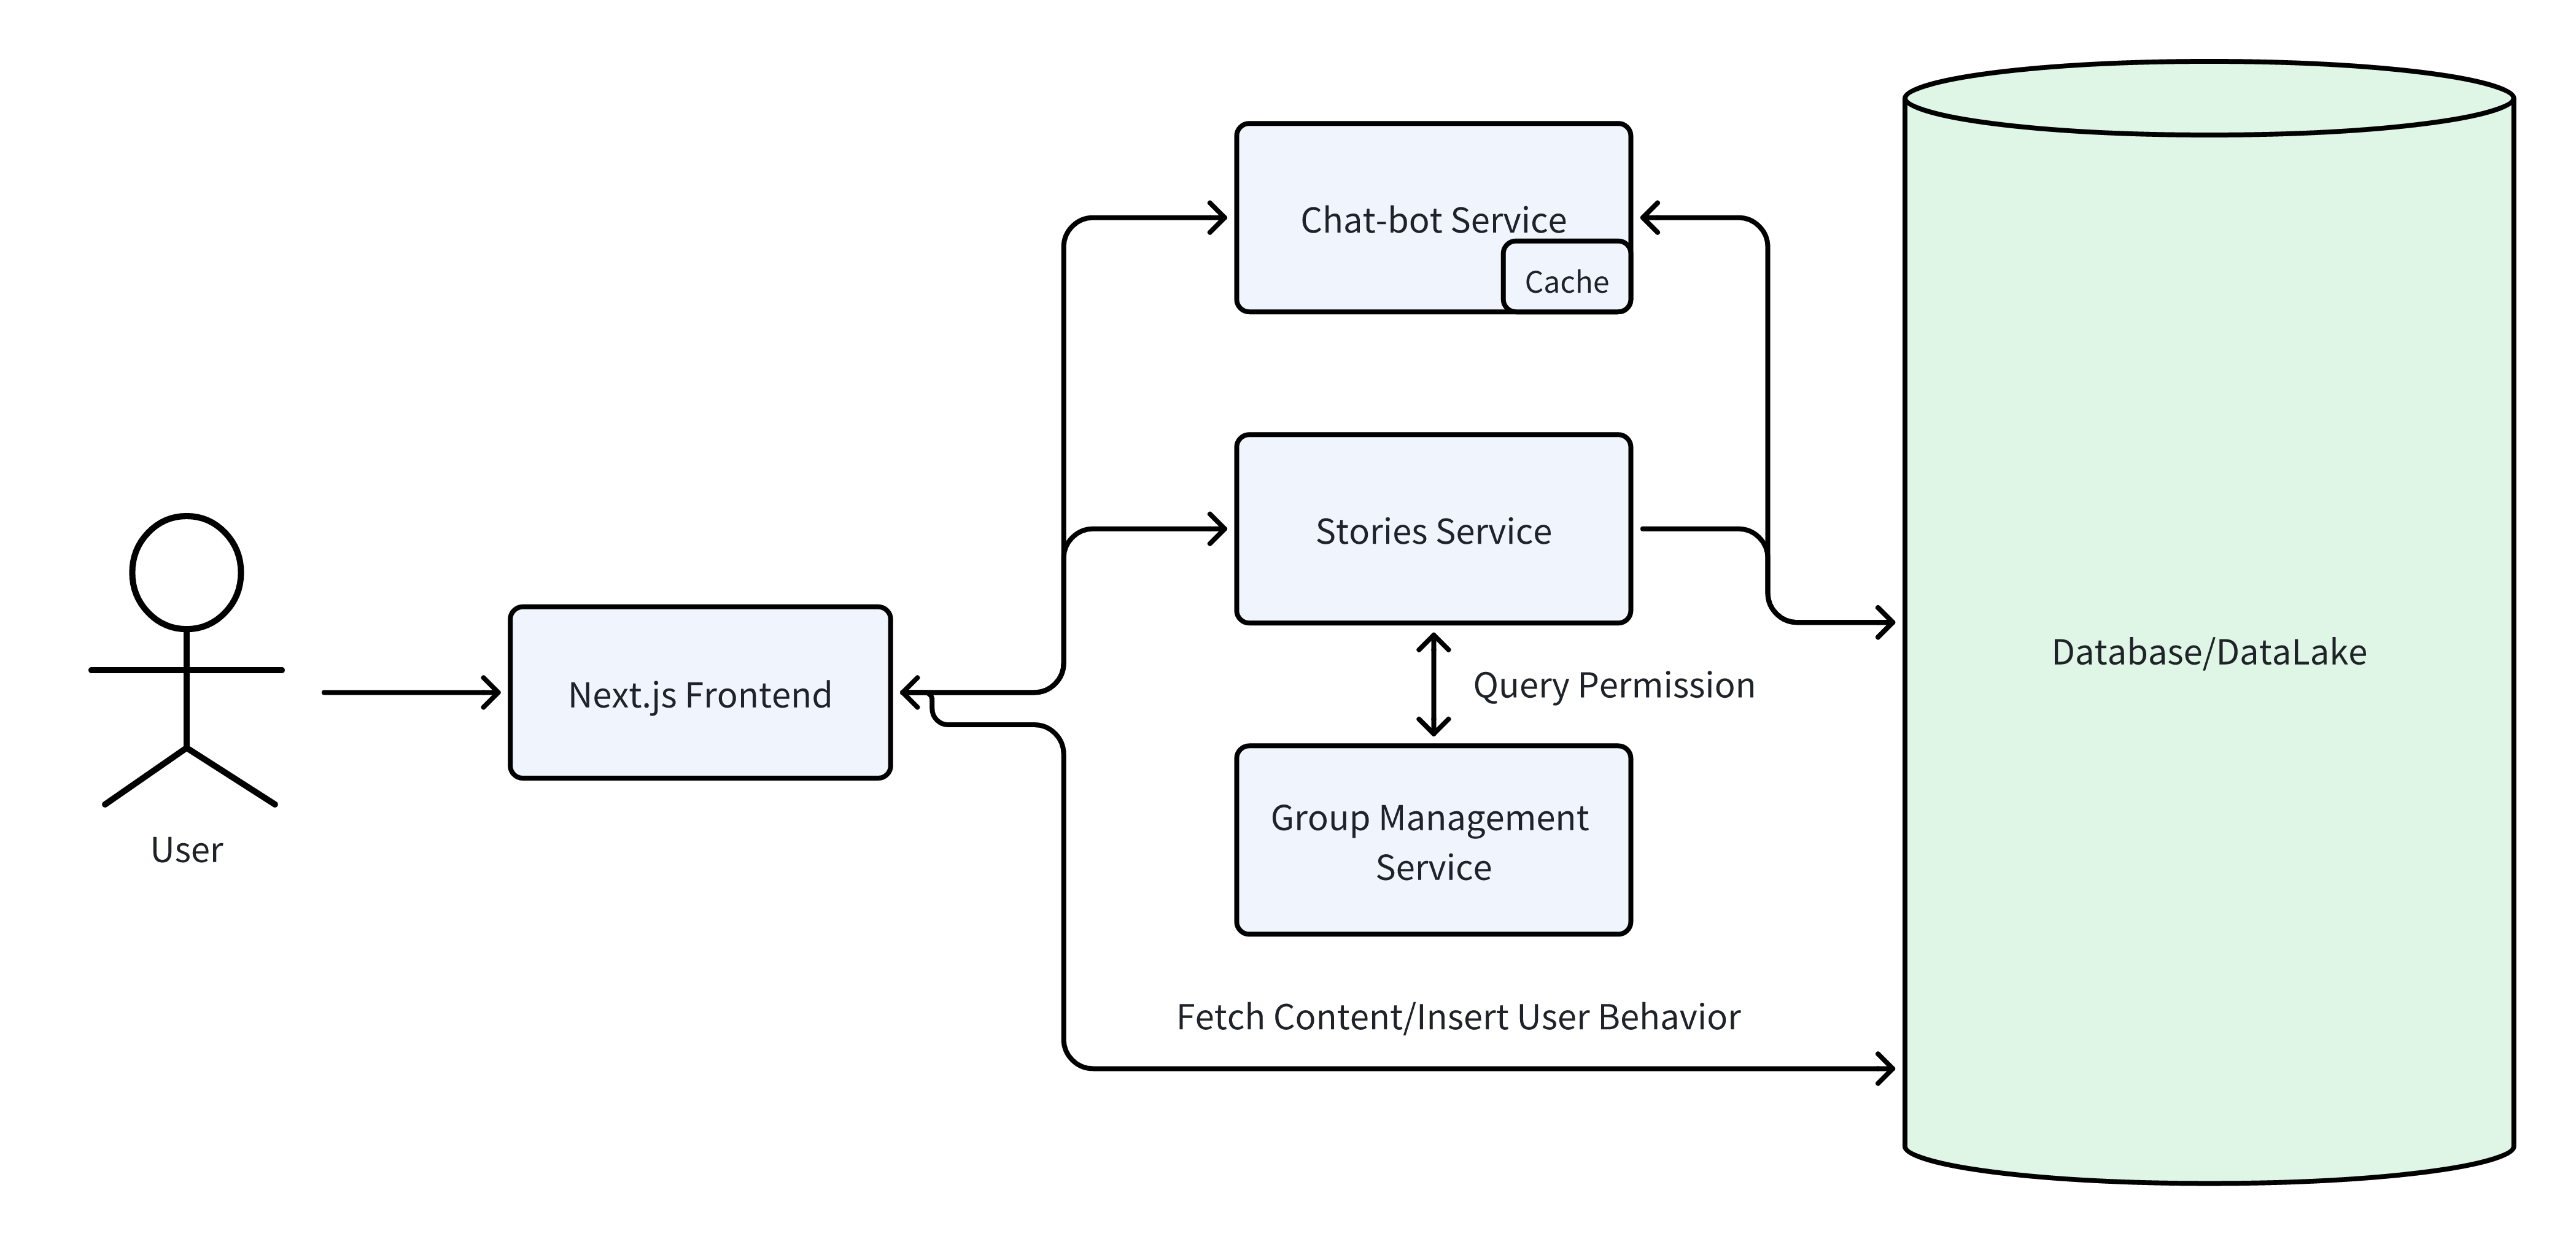 Chat-bot Service
Cache
Stories Service
Query Permission
Next.js Frontend
User
Group Management
Service
Fetch Content/Insert User Behavior
Database/DataLake